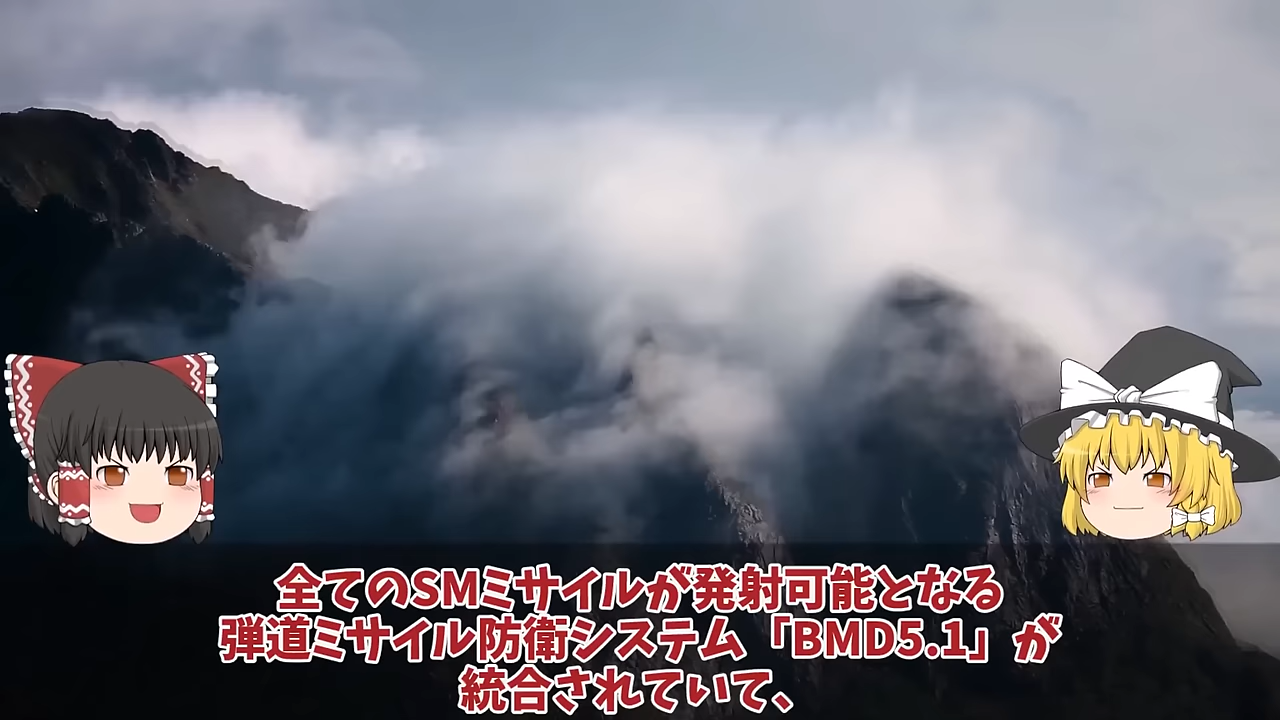 全てのSMミサイルが発射可能となる
弾道ミサイル防衛システム「BMD5.1」が
統合されていて、